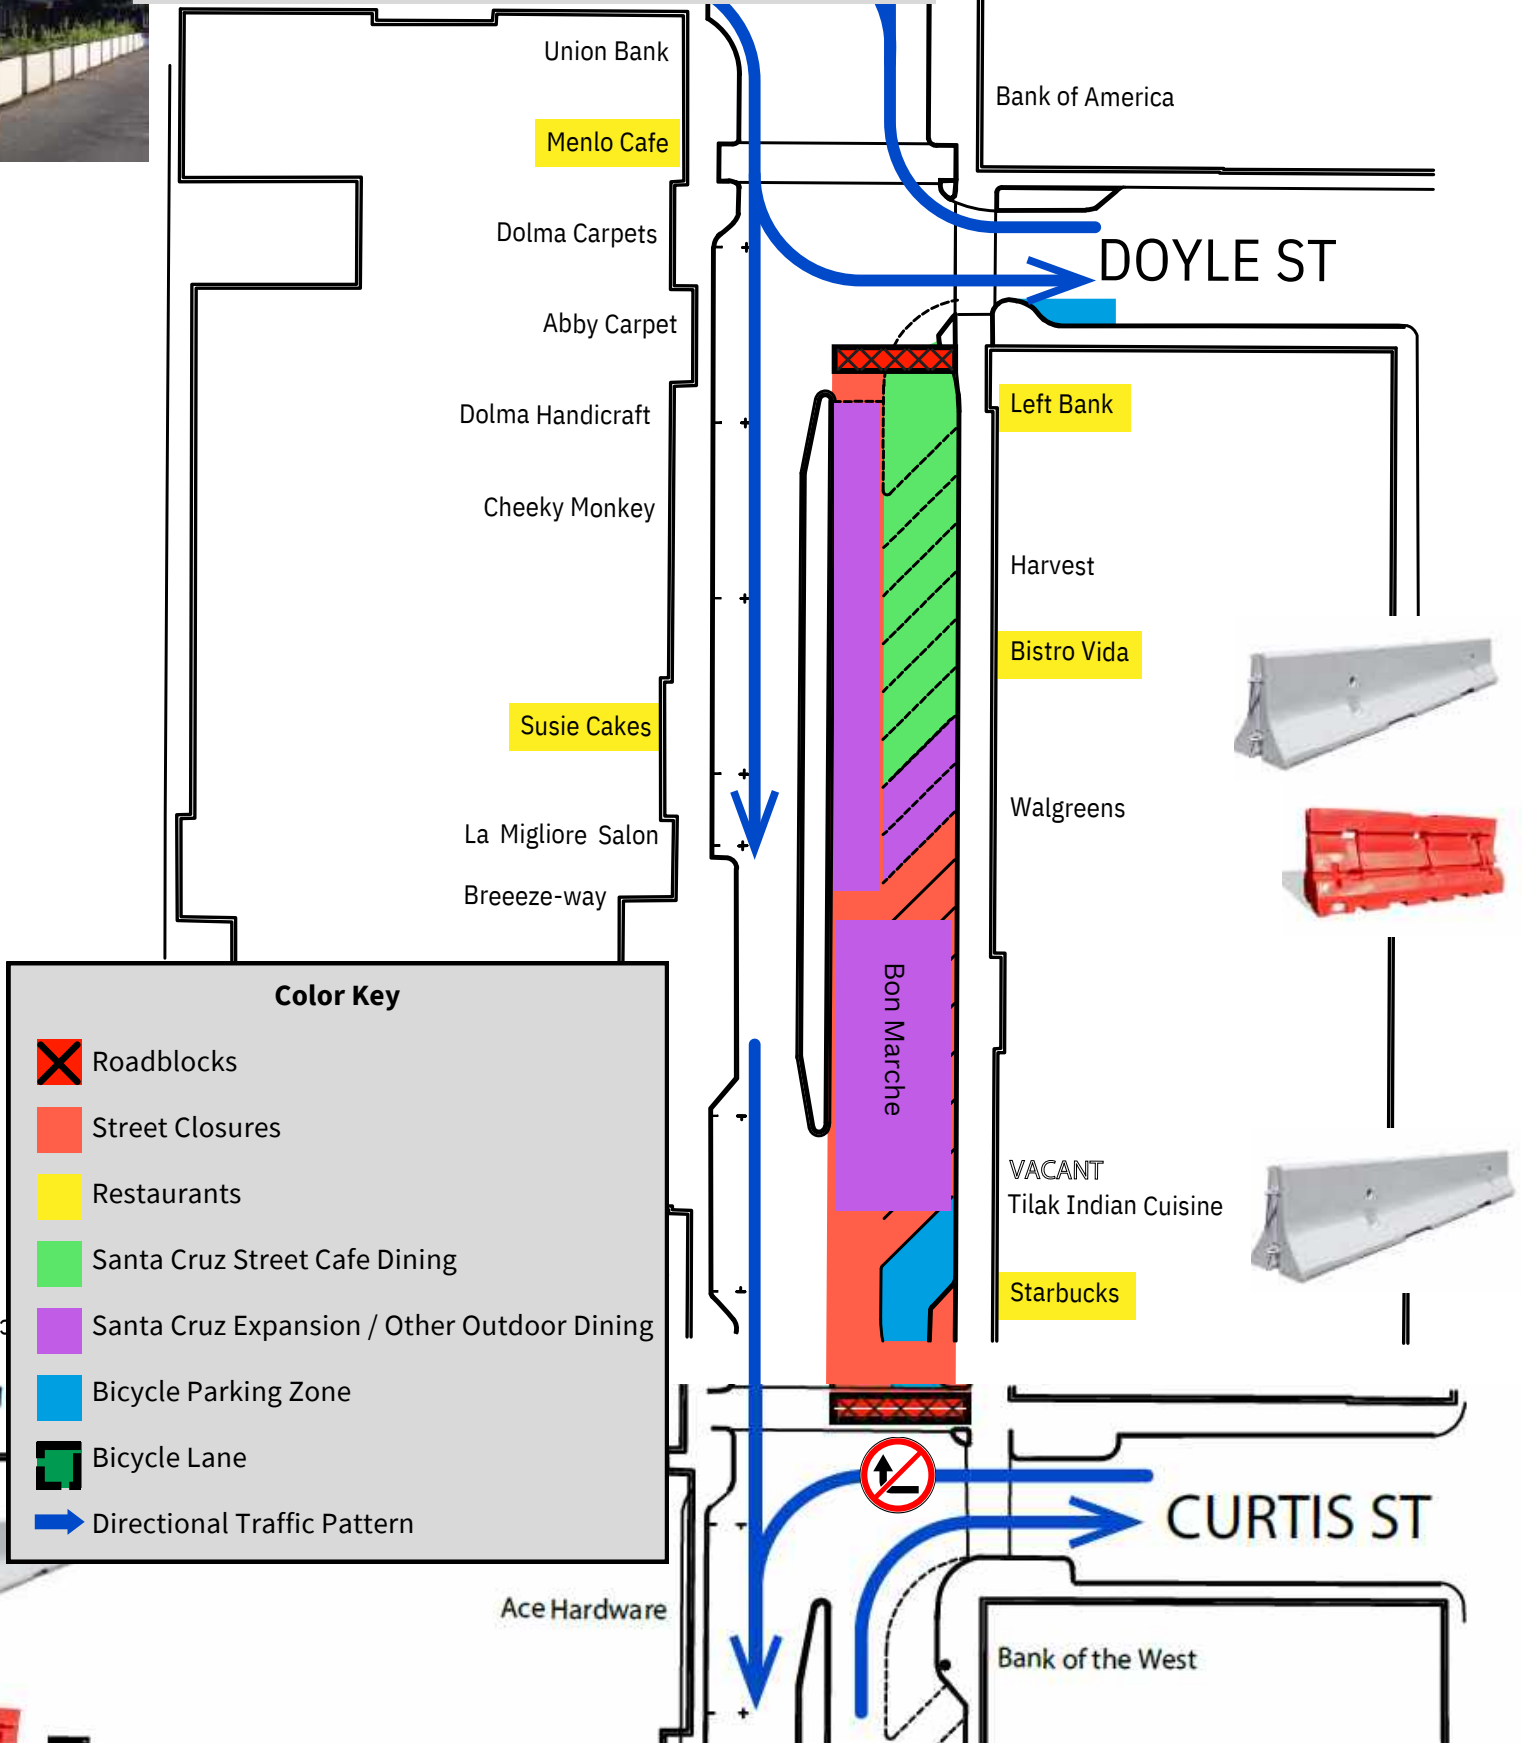 Union Bank
Bank of America
Menlo Cafe
Dolma Carpets
DOYLE ST
Abby Carpet
Left Bank
Dolma Handicraft
Cheeky Monkey
Harvest
Bistro Vida
Susie Cakes
Walgreens
La Migliore Salon
Breeeze-way
Bon Marche
Color Key
Roadblocks
Street Closures
Restaurants
Santa Cruz Street Cafe Dining
Santa Cruz Expansion / Other Outdoor Dining
Bicycle Parking Zone
Bicycle Lane
Directional Traffic Pattern
VACANT
Tilak Indian Cuisine
Starbucks
CURTIS ST
Ace Hardware
Bank of the West